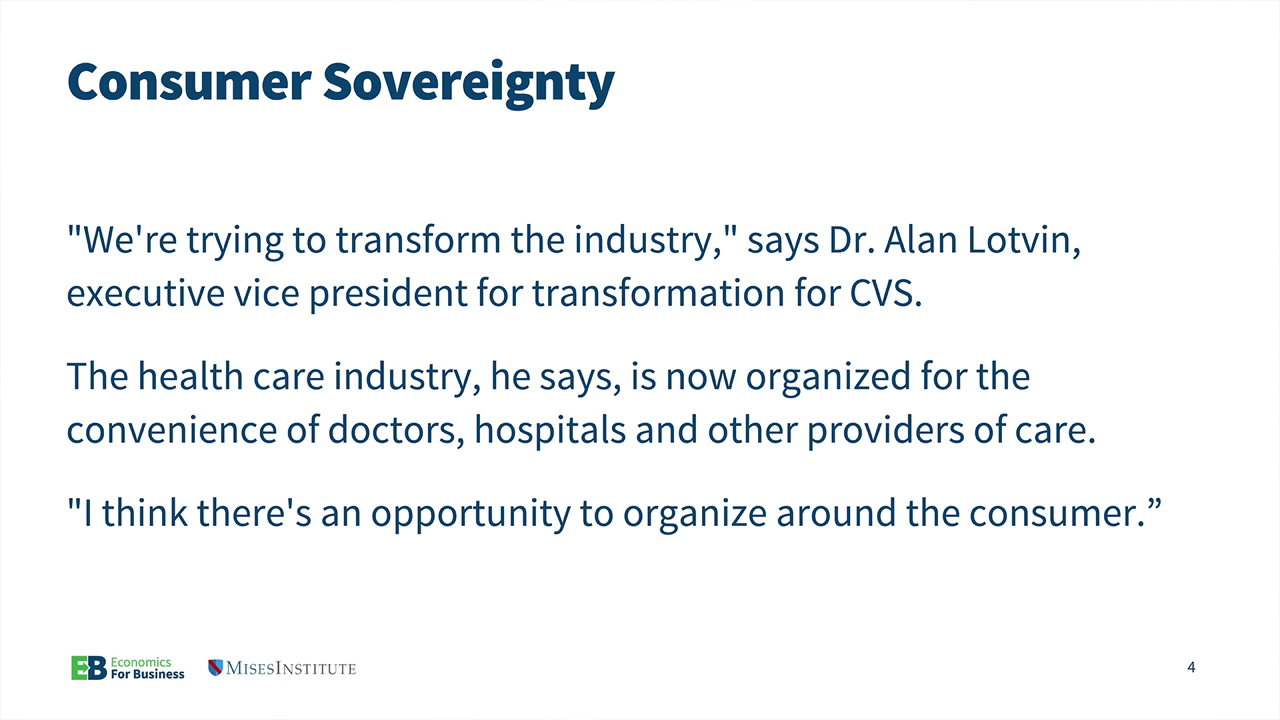 Consumer Sovereignty
"We're trying to transform the industry," says Dr. Alan Lotvin,
executive vice president for transformation for CVS.
The health care industry, he says, is now organized for the
convenience of doctors, hospitals and other providers of care.
"I think there's an opportunity to organize around the consumer.”
EB Economics
For Business
MISESINSTITUTE
4